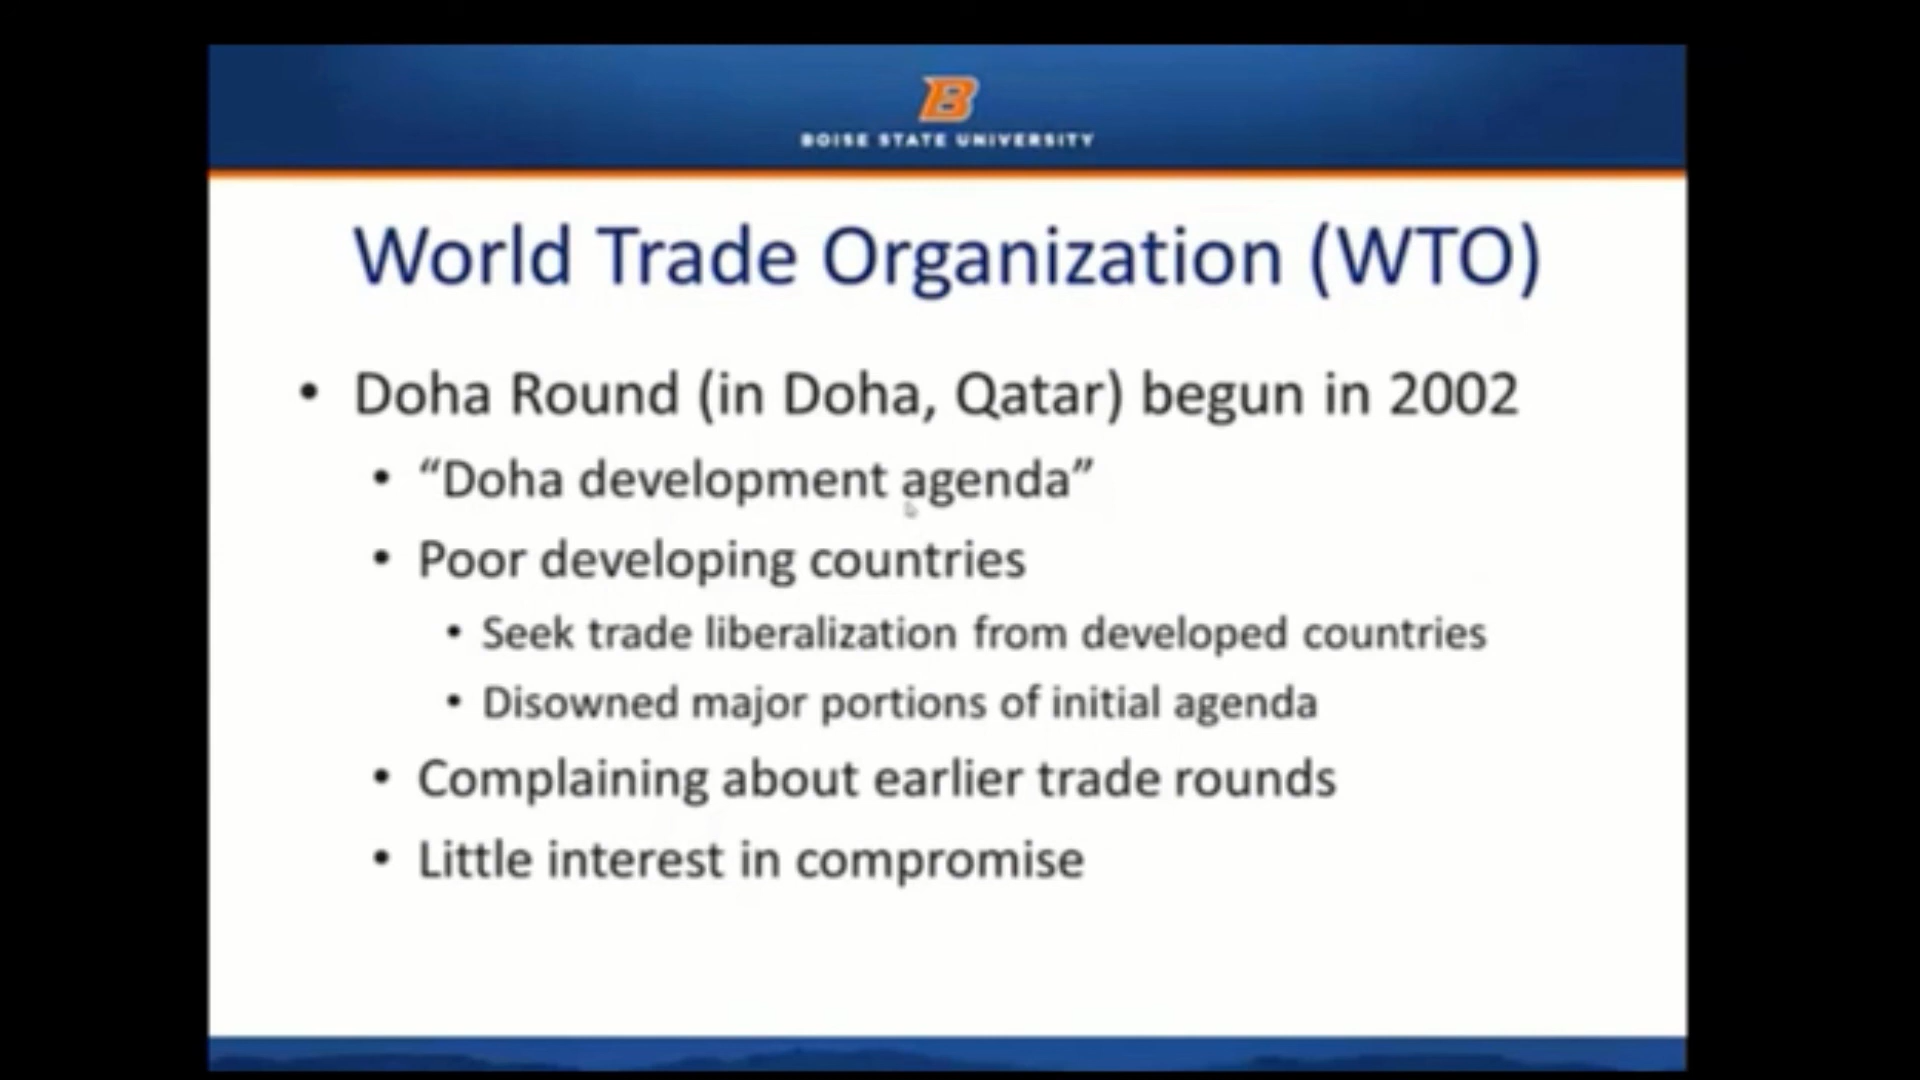 B
BOISE STATE UNIVERSITY
World Trade Organization (WTO)
• Doha Round (in Doha, Qatar) begun in 2002
• “Doha development agenda”
• Poor developing countries
• Seek trade liberalization from developed countries
• Disowned major portions of initial agenda
• Complaining about earlier trade rounds
• Little interest in compromise